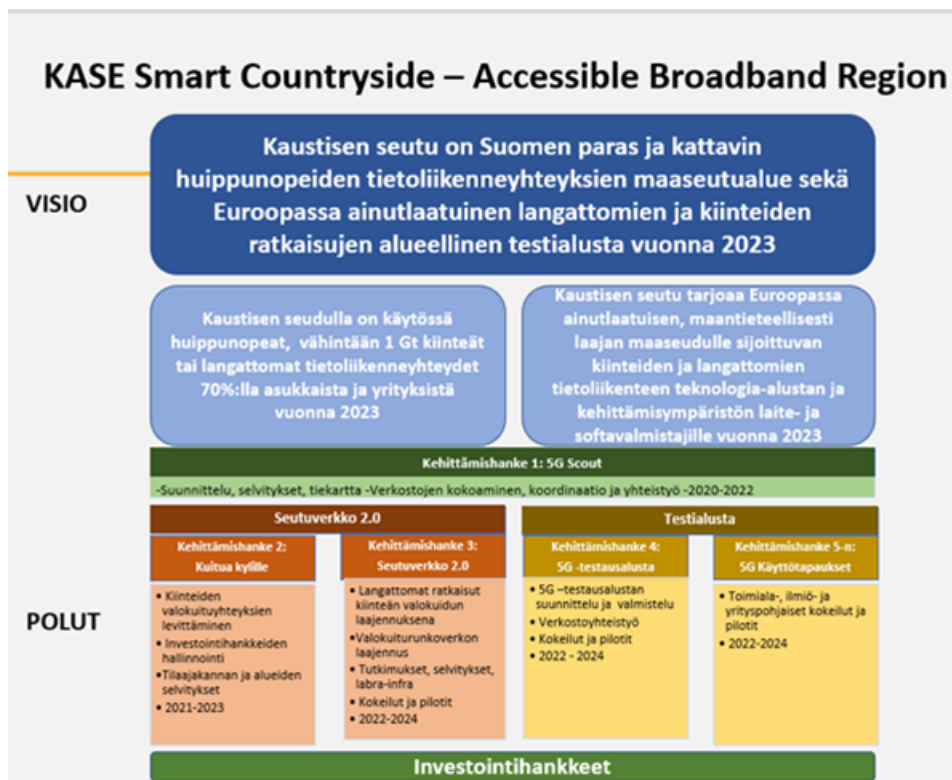 KASE Smart Countryside – Accessible Broadband Region
VISIO
Kaustisen seutu on Suomen paras ja kattavin
huippunopeiden tietoliikenneyhteyksien maaseutualue sekä
Euroopassa ainutlaatuinen langattomien ja kiinteiden
ratkaisujen alueellinen testialusta vuonna 2023
Kaustisen seudulla on käytössä
huippunopeat, vähintään 1 Gt kiinteät
tai langattomat tietoliikenneyhteydet
70%:lla asukkaista ja yrityksistä
vuonna 2023
Kaustisen seutu tarjoaa Euroopassa
ainutlaatuisen, maantieteellisesti
laajan maaseudulle sijoittuvan
kiinteiden ja langattomien
tietoliikenteen teknologia-alustan ja
kehittämisympäristön laite- ja
softavalmistajille vuonna 2023
Kehittämishanke 1: 5G Scout
-Suunnittelu, selvitykset, tiekartta -Verkostojen kokoaminen, koordinaatio ja yhteistyö -2020-2022
POLUT
Seutuverkko 2.0
Kehittämishanke 2:
Kuitua kylille
• Kiinteiden
valokuituyhteyksien
levittäminen
• Investointihankkeiden
hallinnointi
•Tilaajakannan ja alueiden
selvitykset
• 2021-2023
Kehittämishanke 3:
Seutuverkko 2.0
• Langattomat ratkaisut
kiinteän valokuidun
laajennuksena
•Valokuiturunkoverkon
laajennus
• Tutkimukset, selvitykset,
labra-infra
• Kokeilut ja pilotit
• 2022-2024
Testialusta
Kehittämishanke 4:
5G -testausalusta
• 5G –testausalustan
suunnittelu ja valmistelu
• Verkostoyhteistyö
• Kokeilut ja pilotit
• 2022 - 2024
Kehittämishanke 5-n:
5G Käyttötapaukset
• Toimiala-, ilmiö- ja
yrityspohjaiset kokeilut ja
pilotit
• 2022-2024
Investointihankkeet